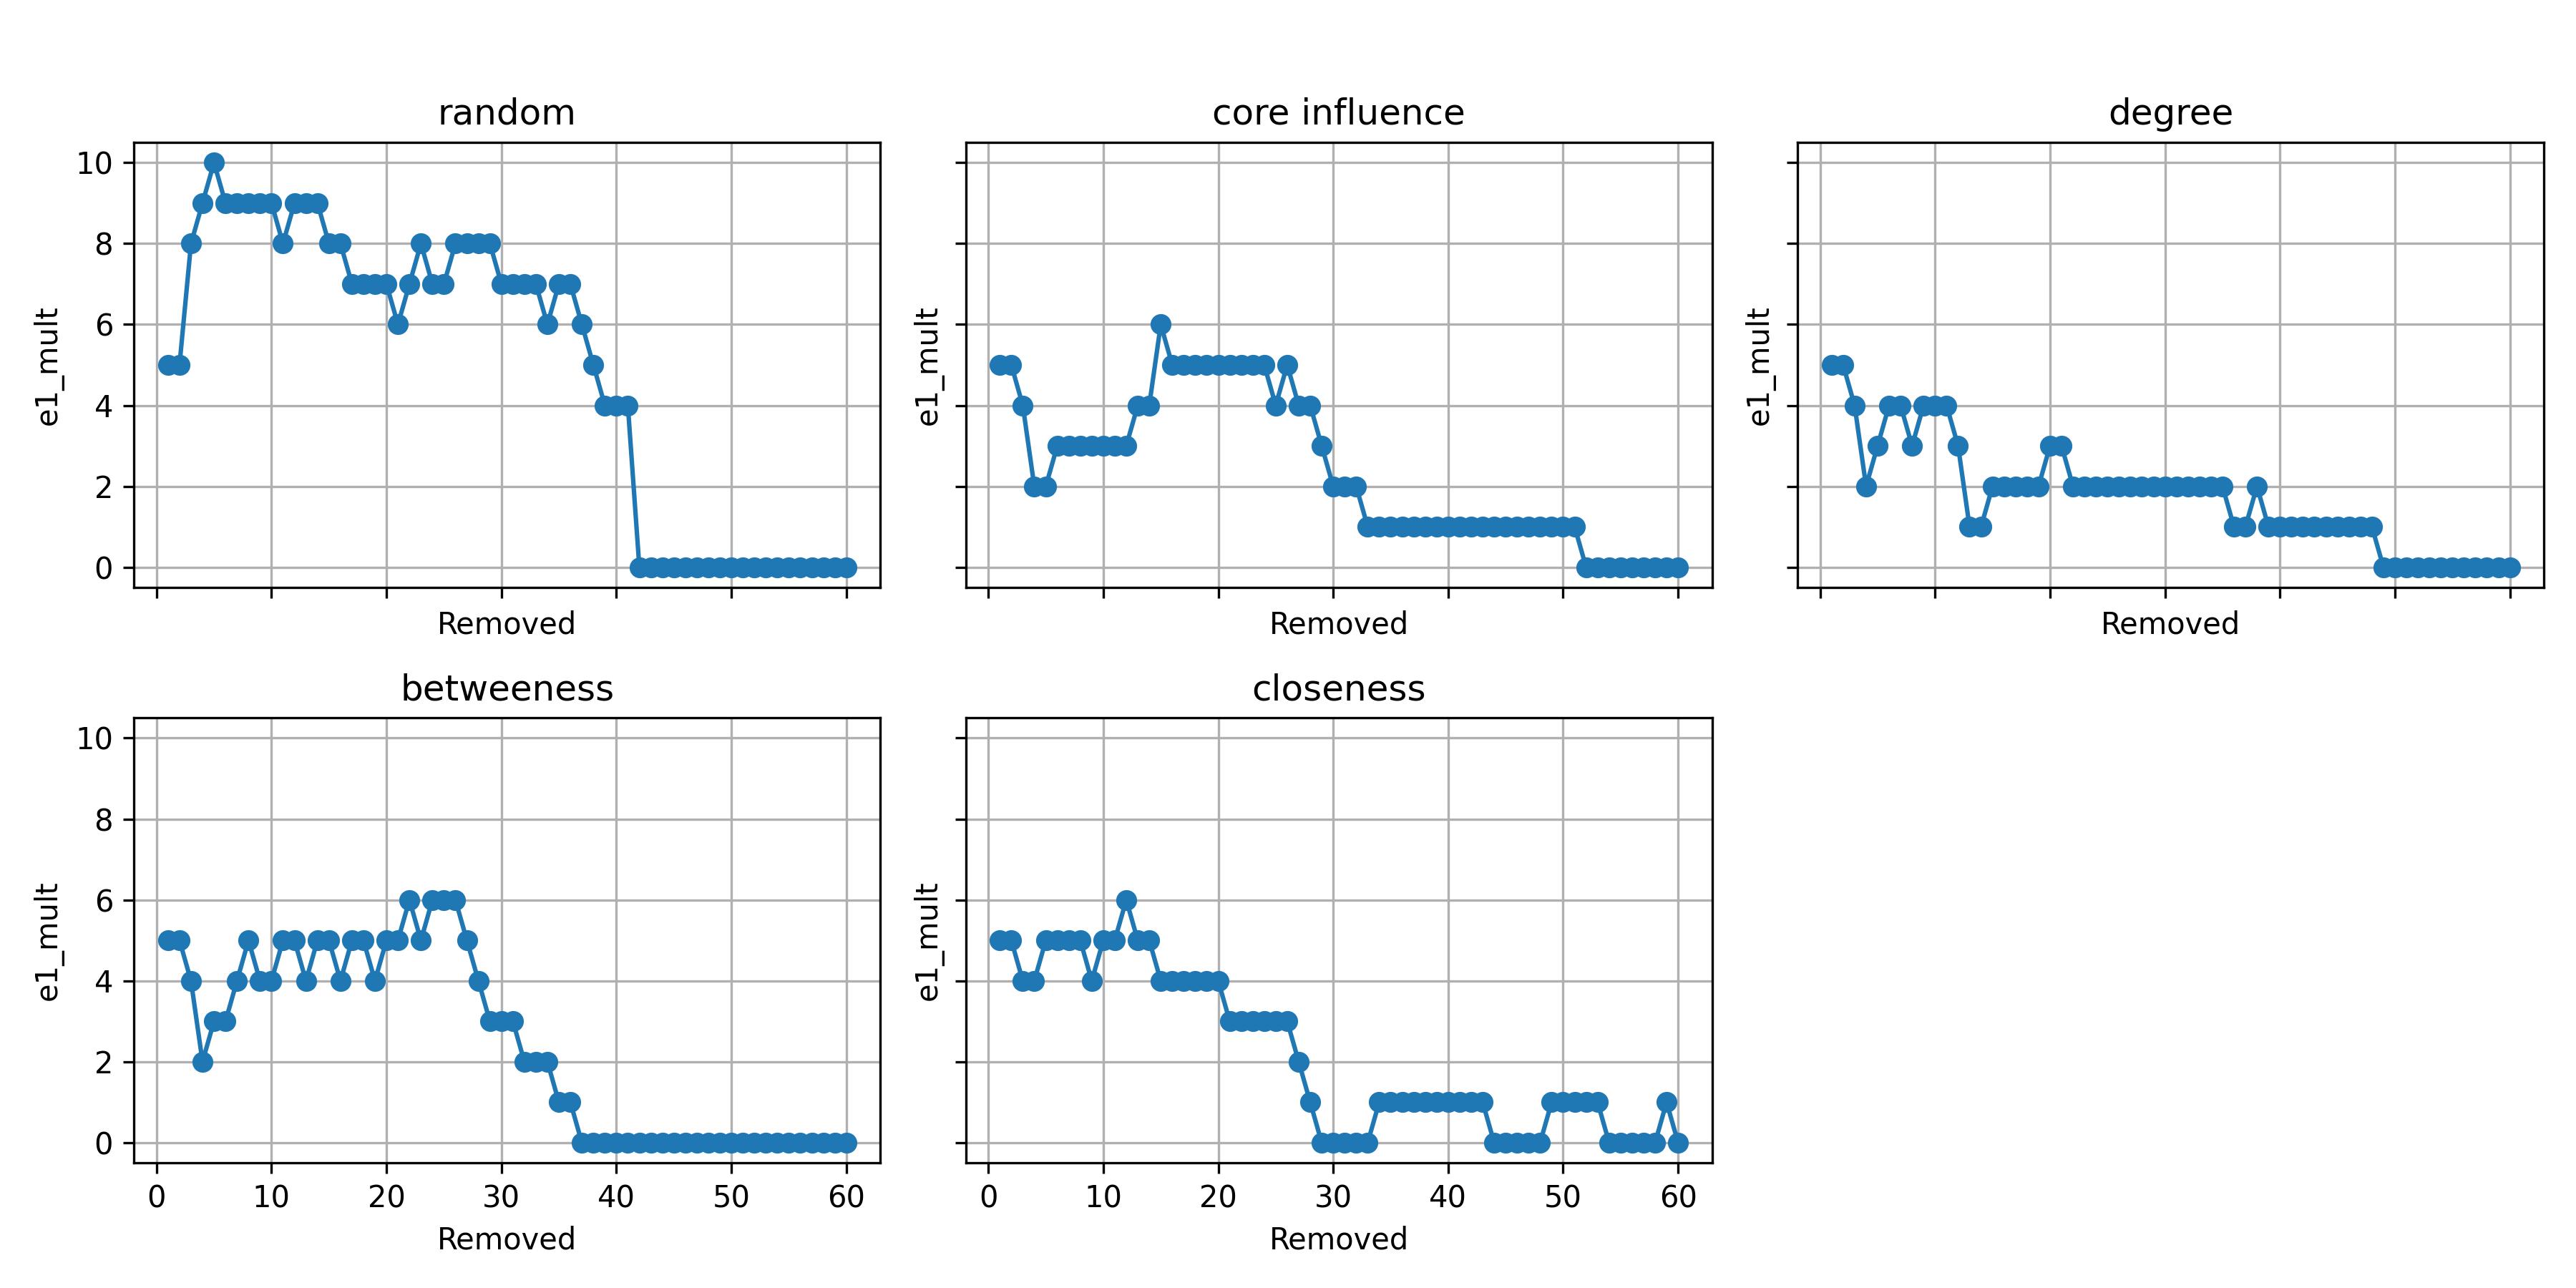 random
10
8
6
4
2
0
e1_mult
Removed
core influence
e1_mult
Removed
degree
e1_mult
Removed
betweeness
10
8
6
4
2
0
e1_mult
0 10 20 30 40 50 60
Removed
closeness
e1_mult
0 10 20 30 40 50 60
Removed